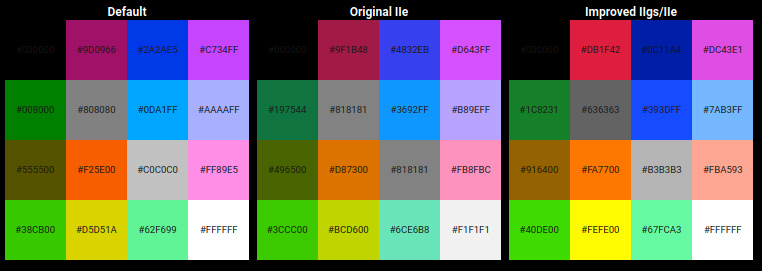 Default Original IIe Improved IIgs/IIe
#000000 #9D0966 #2A2AE5 #C734FF #000000 #9F1B48 #4832EB #D643FF #000000 #DB1F42 #0C11A4 #DC43E1
#008000 #808080 #0DA1FF #AAAAFF #197544 #818181 #3692FF #B89EFF #1C8231 #636363 #393DFF #7AB3FF
#555500 #F25E00 #C0C0C0 #FF89E5 #496500 #D87300 #818181 #FB8FBC #916400 #FA7700 #B3B3B3 #FBA593
#38CB00 #D5D51A #62F699 #FFFFFF #3CCC00 #BCD600 #6CE6B8 #F1F1F1 #40DE00 #FEFE00 #67FCA3 #FFFFFF